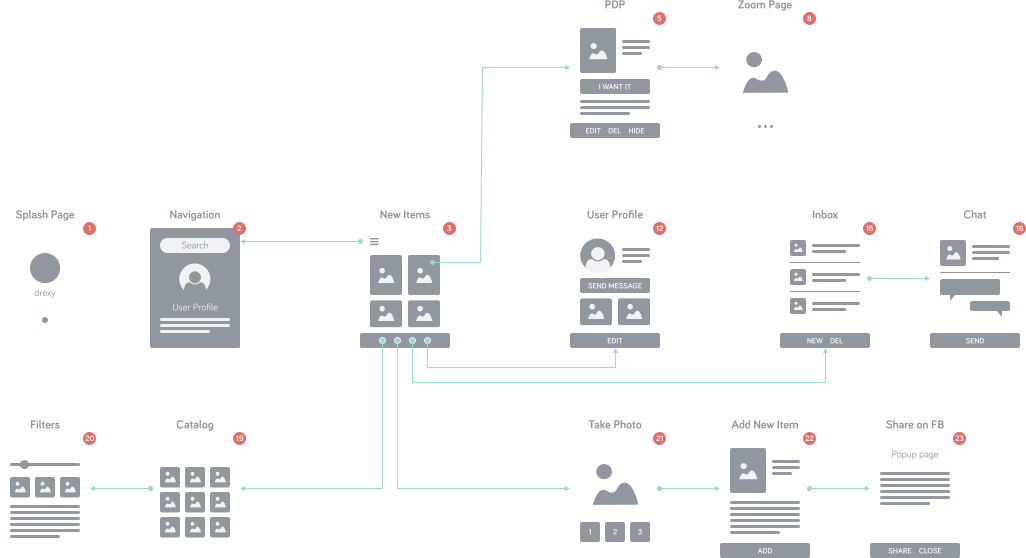 PDP
5
I WANT IT
EDIT DEL HIDE
Zoom Page
8
Splash Page
1
drexy
Navigation
2
Search
User Profile
New Items
3
User Profile
12
SEND MESSAGE
EDIT
Inbox
15
NEW DEL
Chat
16
SEND
Filters
20
Catalog
19
Take Photo
21
1 2 3
Add New Item
22
ADD
Share on FB
23
Popup page
SHARE CLOSE